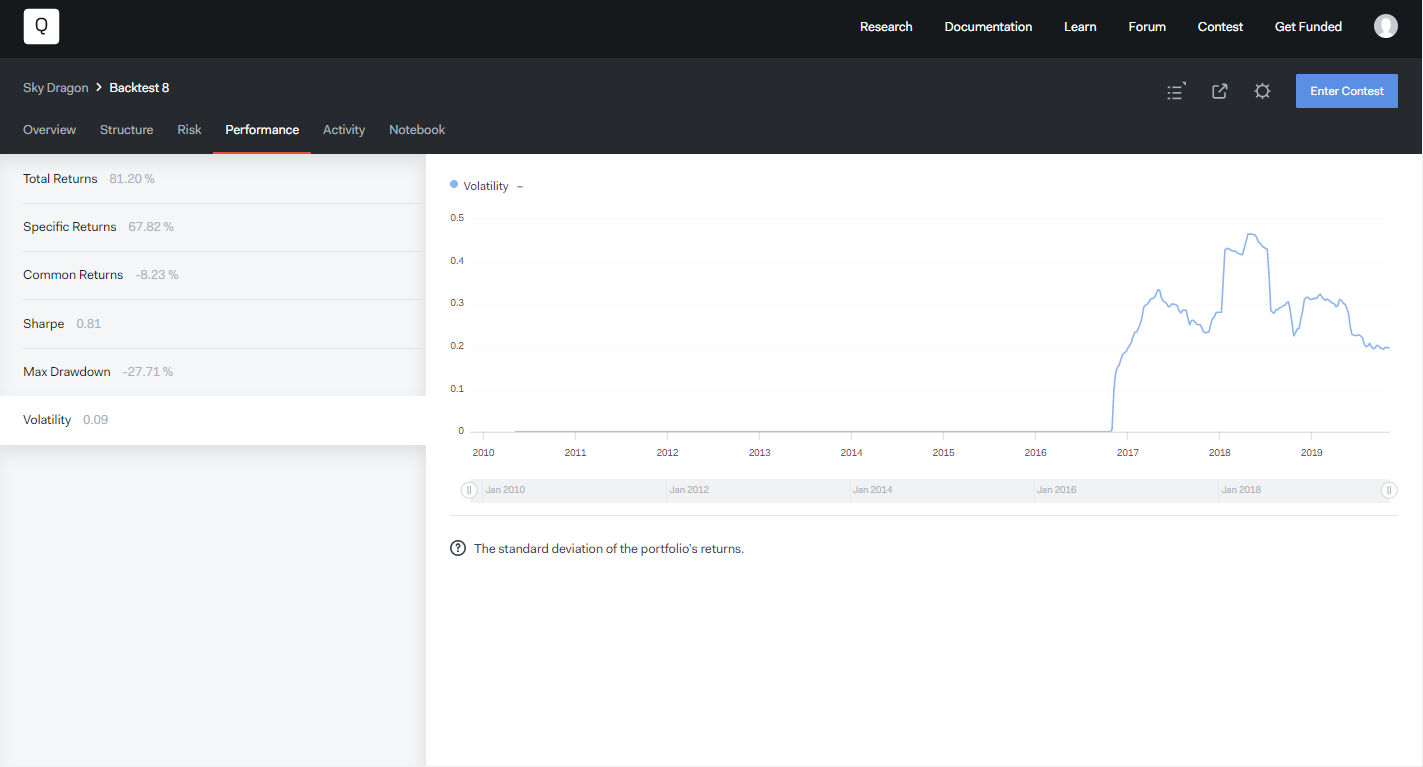 Q
Research Documentation Learn Forum Contest Get Funded
Sky Dragon > Backtest 8
Enter Contest
Overview Structure Risk Performance Activity Notebook
Total Returns 81.20 %
Specific Returns 67.82 %
Common Returns -8.23 %
Sharpe 0.81
Max Drawdown -27.71 %
Volatility 0.09
Volatility –
0.5
0.4
0.3
0.2
0.1
0
2010 2011 2012 2013 2014 2015 2016 2017 2018 2019
Jan 2010 Jan 2012 Jan 2014 Jan 2016 Jan 2018
? The standard deviation of the portfolio's returns.